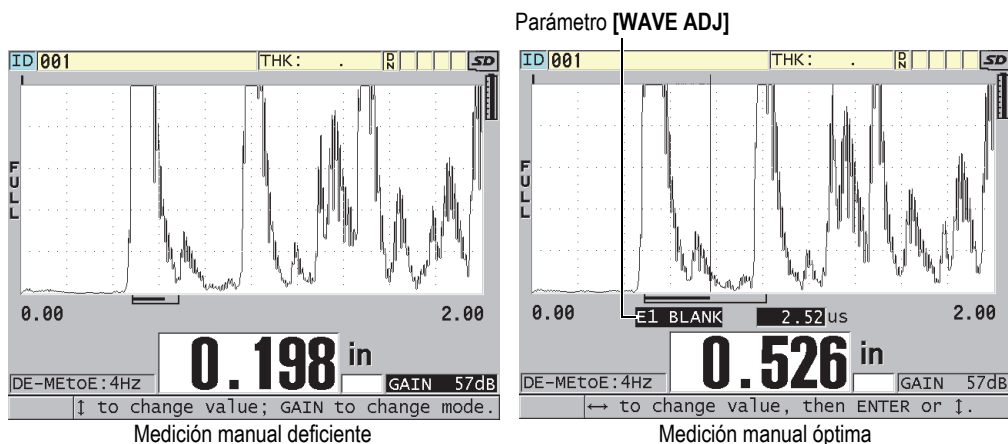 Parámetro [WAVE ADJ]
ID 001 THK: . DN SD
FULL
0.00 2.00
0.198 in
DE-MEtoE:4Hz GAIN 57dB
↕ to change value; GAIN to change mode.
Medición manual deficiente
ID 001 THK: . DN SD
FULL
0.00 E1 BLANK 2.52 us 2.00
0.526 in
DE-MEtoE:4Hz GAIN 57dB
↔ to change value, then ENTER or ↕.
Medición manual óptima